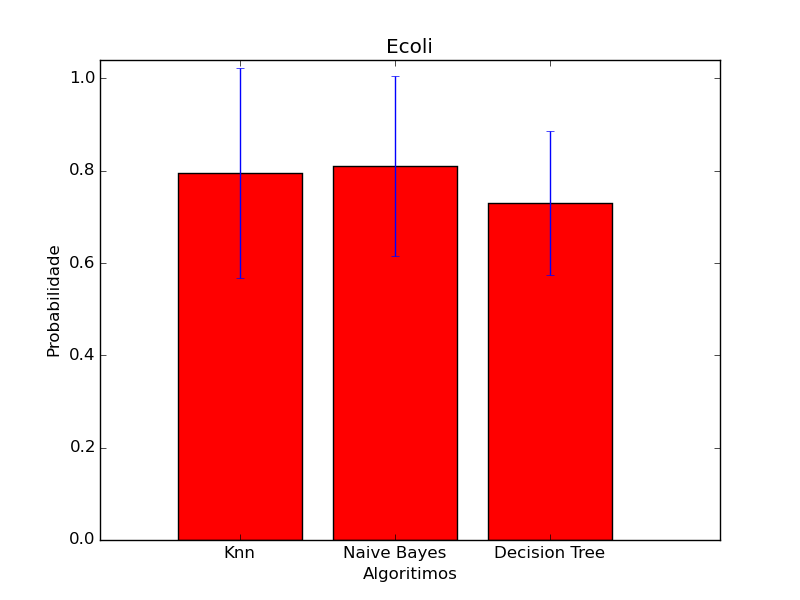 Ecoli
1.0
0.8
0.6
0.4
0.2
0.0
Probabilidade
Knn
Naive Bayes
Decision Tree
Algoritimos